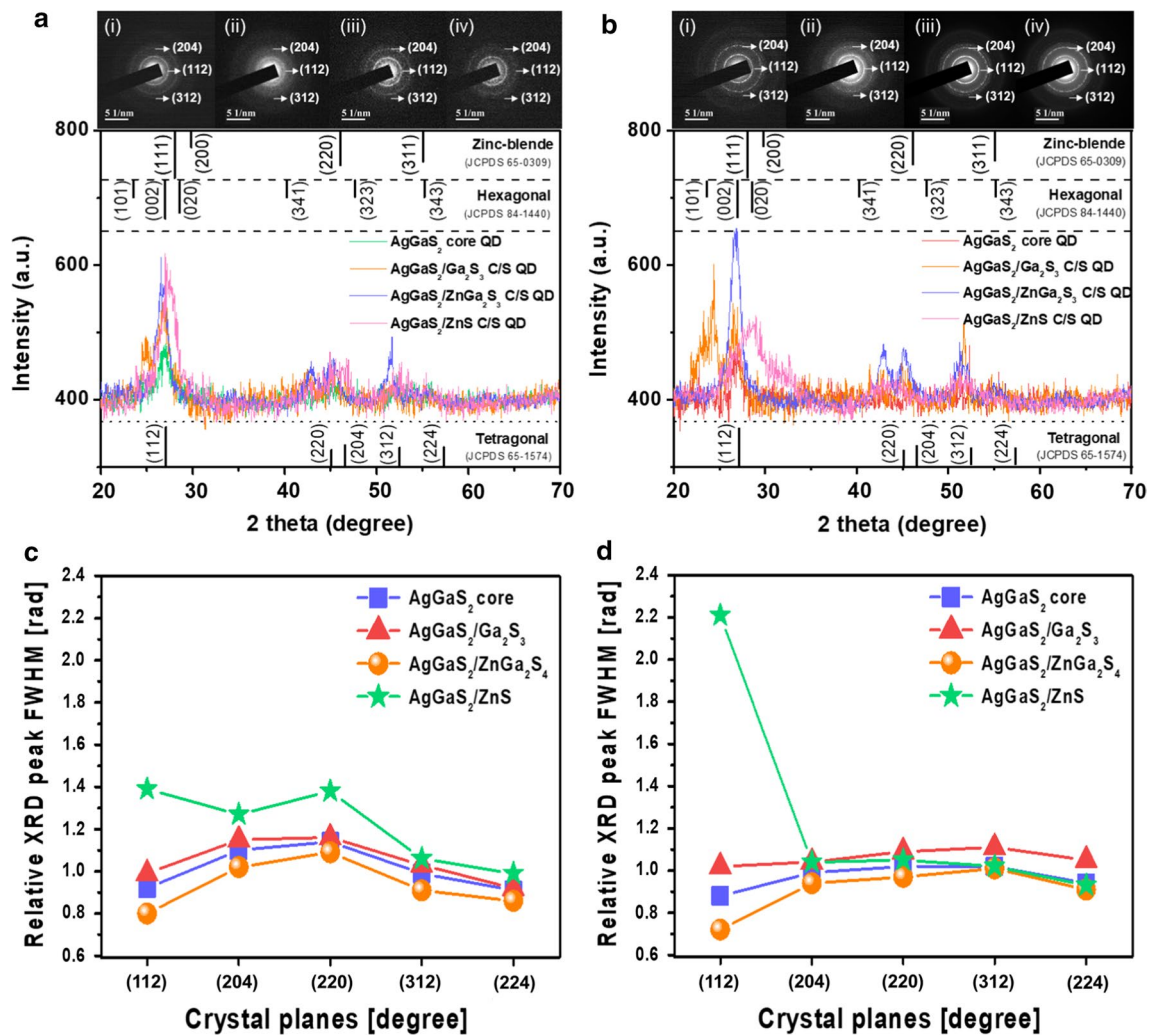 a
(i) (ii) (iii) (iv)
(204) (204) (204) (204)
(112) (112) (112) (112)
(312) (312) (312) (312)
5 1/nm 5 1/nm 5 1/nm 5 1/nm
800
600
400
Intensity (a.u.)
(111) (200) (220) (311)
Zinc-blende
(JCPDS 65-0309)
(101) (002) (020) (341) (323) (343)
Hexagonal
(JCPDS 84-1440)
AgGaS₂ core QD
AgGaS₂/Ga₂S₃ C/S QD
AgGaS₂/ZnGa₂S₃ C/S QD
AgGaS₂/ZnS C/S QD
(112) (220) (204) (312) (224)
Tetragonal
(JCPDS 65-1574)
20 30 40 50 60 70
2 theta (degree)
b
(i) (ii) (iii) (iv)
(204) (204) (204) (204)
(112) (112) (112) (112)
(312) (312) (312) (312)
5 1/nm 5 1/nm 5 1/nm 5 1/nm
800
600
400
Intensity (a.u.)
(111) (200) (220) (311)
Zinc-blende
(JCPDS 65-0309)
(101) (002) (020) (341) (323) (343)
Hexagonal
(JCPDS 84-1440)
AgGaS₂ core QD
AgGaS₂/Ga₂S₃ C/S QD
AgGaS₂/ZnGa₂S₃ C/S QD
AgGaS₂/ZnS C/S QD
(112) (220) (204) (312) (224)
Tetragonal
(JCPDS 65-1574)
20 30 40 50 60 70
2 theta (degree)
c
2.4
2.2
2.0
1.8
1.6
1.4
1.2
1.0
0.8
0.6
Relative XRD peak FWHM [rad]
AgGaS₂ core
AgGaS₂/Ga₂S₃
AgGaS₂/ZnGa₂S₄
AgGaS₂/ZnS
(112) (204) (220) (312) (224)
Crystal planes [degree]
d
2.4
2.2
2.0
1.8
1.6
1.4
1.2
1.0
0.8
0.6
Relative XRD peak FWHM [rad]
AgGaS₂ core
AgGaS₂/Ga₂S₃
AgGaS₂/ZnGa₂S₄
AgGaS₂/ZnS
(112) (204) (220) (312) (224)
Crystal planes [degree]